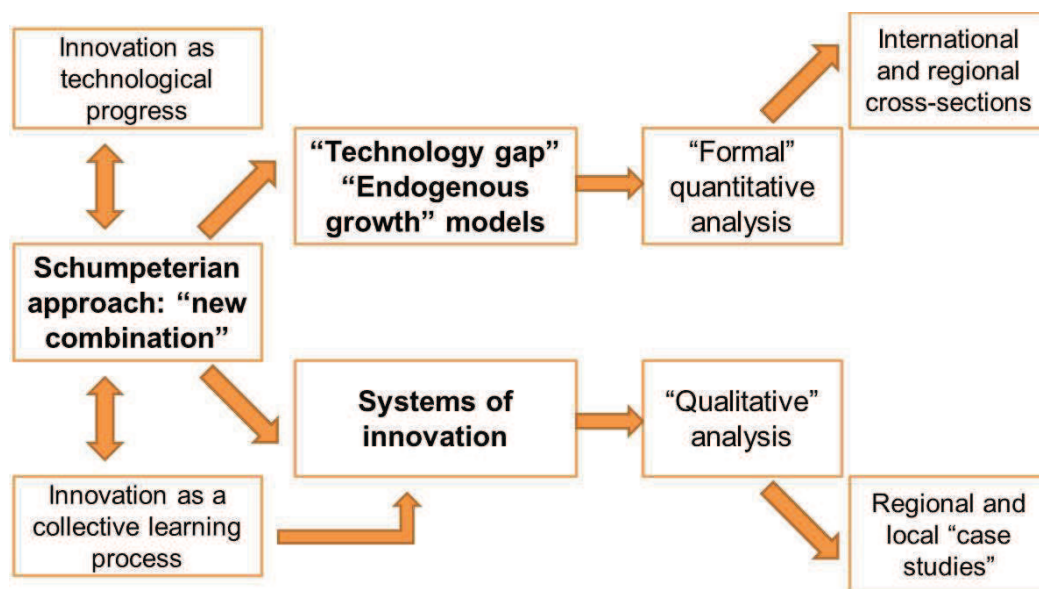 Innovation as
technological
progress
International
and regional
cross-sections
“Technology gap”
“Endogenous
growth” models
“Formal”
quantitative
analysis
Schumpeterian
approach: “new
combination”
Systems of
innovation
“Qualitative”
analysis
Innovation as a
collective learning
process
Regional and
local “case
studies”